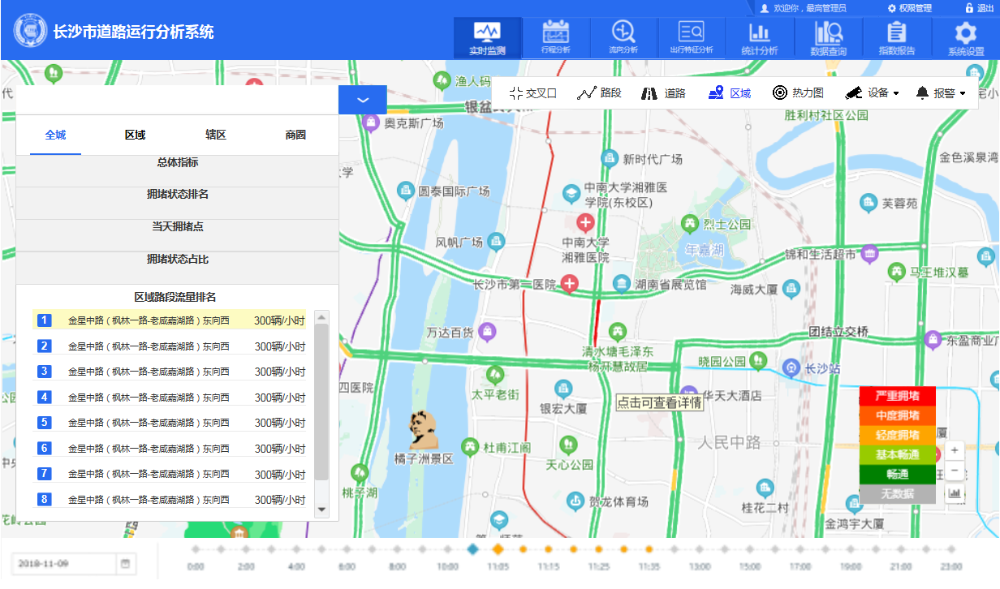 欢迎你，最高管理员
权限管理
退出
长沙市道路运行分析系统
实时监测
行程分析
流向分析
出行特征分析
统计分析
数据查询
指数报告
系统设置
交叉口
路段
道路
区域
热力图
设备
报警
全城
区域
辖区
商圈
总体指标
拥堵状态排名
当天拥堵点
拥堵状态占比
区域路段流量排名
1 金星中路（枫林一路-老咸嘉湖路）东向西 300辆/小时
2 金星中路（枫林一路-老咸嘉湖路）东向西 300辆/小时
3 金星中路（枫林一路-老咸嘉湖路）东向西 300辆/小时
4 金星中路（枫林一路-老咸嘉湖路）东向西 300辆/小时
5 金星中路（枫林一路-老咸嘉湖路）东向西 300辆/小时
6 金星中路（枫林一路-老咸嘉湖路）东向西 300辆/小时
7 金星中路（枫林一路-老咸嘉湖路）东向西 300辆/小时
8 金星中路（枫林一路-老咸嘉湖路）东向西 300辆/小时
渔人码
银盆
胜利村社区公园
奥克斯广场
新时代广场
金色溪泉湾
圆泰国际广场
中南大学湘雅医
学院(东校区)
芙蓉苑
烈士公园
年嘉湖
风帆广场
中南大学
湘雅医院
锦和生活超市
马王堆汉墓
长沙市第一医院
湖南省展览馆
海威大厦
万达百货
团结立交桥
东盈商业广
清水塘毛泽东
杨开慧故居
晓园公园
长沙站
四医院
太平老街
银宏大厦
点击可查看详情
华天大酒店
人民中路
橘子洲景区
杜甫江阁
天心公园
桃子湖
贺龙体育场
桂花二村
金鸿宇大厦
严重拥堵
中度拥堵
轻度拥堵
基本畅通
畅通
无数据
+
−
2018-11-09
0:00 2:00 4:00 6:00 8:00 10:00 11:05 11:15 11:25 11:35 13:00 15:00 17:00 19:00 21:00 23:00